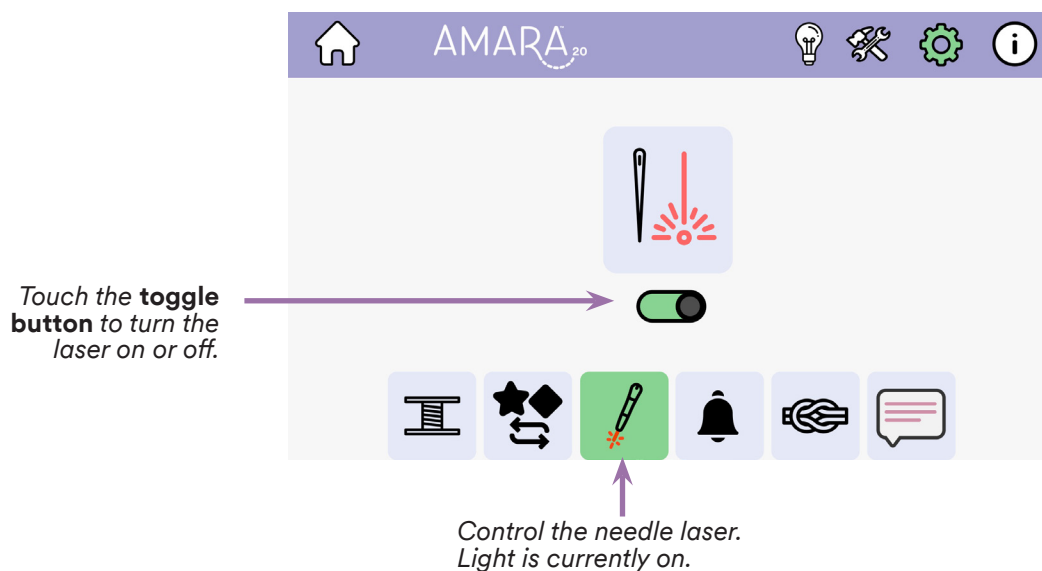 AMARA™ 20
Touch the toggle
button to turn the
laser on or off.
Control the needle laser.
Light is currently on.